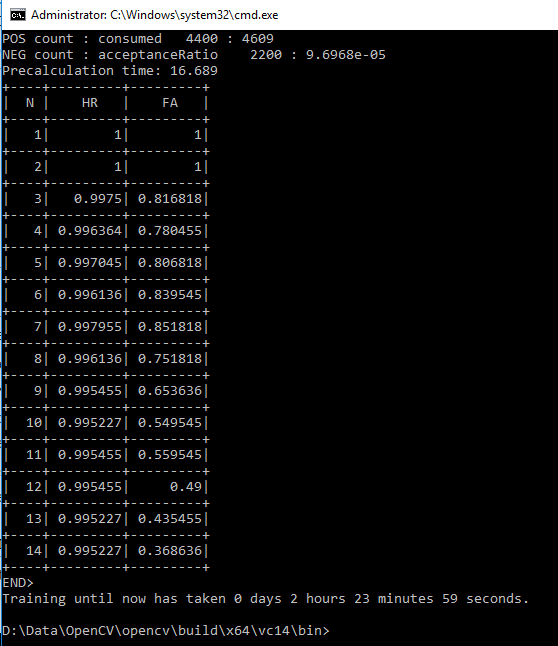 Administrator: C:\Windows\system32\cmd.exe
POS count : consumed   4400 : 4609
NEG count : acceptanceRatio    2200 : 9.6968e-05
Precalculation time: 16.689
+----+---------+---------+
|  N |    HR   |    FA   |
+----+---------+---------+
|   1|        1|        1|
+----+---------+---------+
|   2|        1|        1|
+----+---------+---------+
|   3|   0.9975| 0.816818|
+----+---------+---------+
|   4| 0.996364| 0.780455|
+----+---------+---------+
|   5| 0.997045| 0.806818|
+----+---------+---------+
|   6| 0.996136| 0.839545|
+----+---------+---------+
|   7| 0.997955| 0.851818|
+----+---------+---------+
|   8| 0.996136| 0.751818|
+----+---------+---------+
|   9| 0.995455| 0.653636|
+----+---------+---------+
|  10| 0.995227| 0.549545|
+----+---------+---------+
|  11| 0.995455| 0.559545|
+----+---------+---------+
|  12| 0.995455|     0.49|
+----+---------+---------+
|  13| 0.995227| 0.435455|
+----+---------+---------+
|  14| 0.995227| 0.368636|
+----+---------+---------+
END>
Training until now has taken 0 days 2 hours 23 minutes 59 seconds.
D:\Data\OpenCV\opencv\build\x64\vc14\bin>